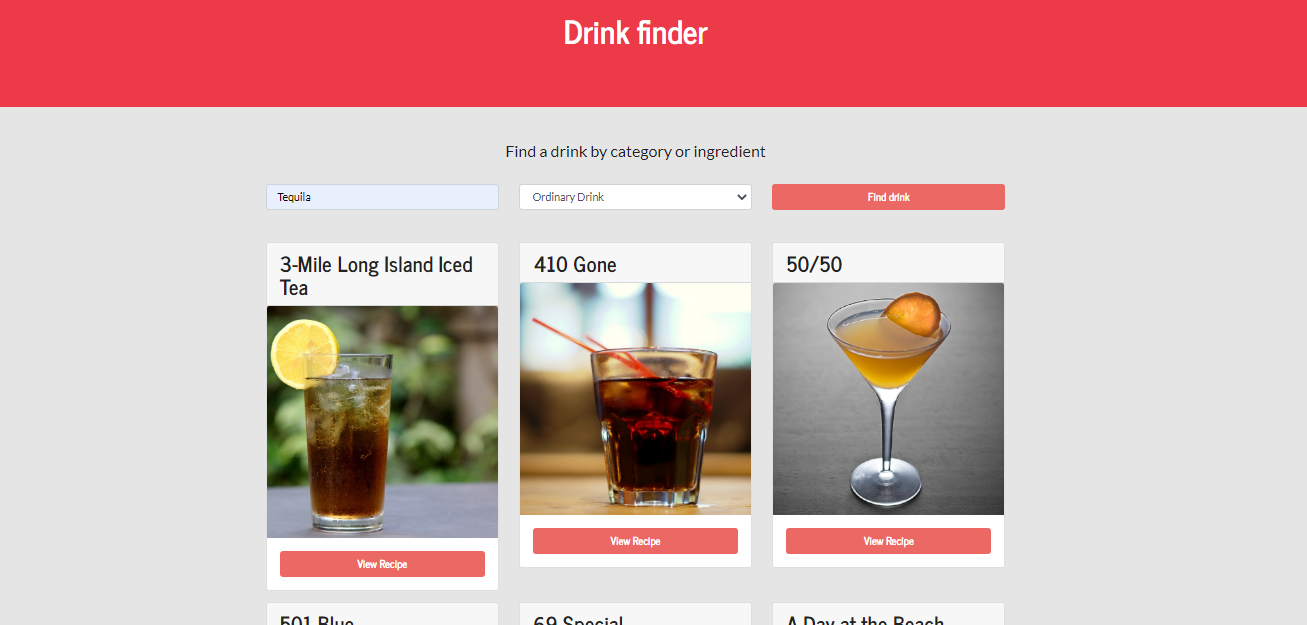 Drink finder
Find a drink by category or ingredient
Tequila
Ordinary Drink
Find drink
3-Mile Long Island Iced
Tea
410 Gone
50/50
View Recipe
View Recipe
View Recipe
501 Blue
69 Special
A Day at the Beach